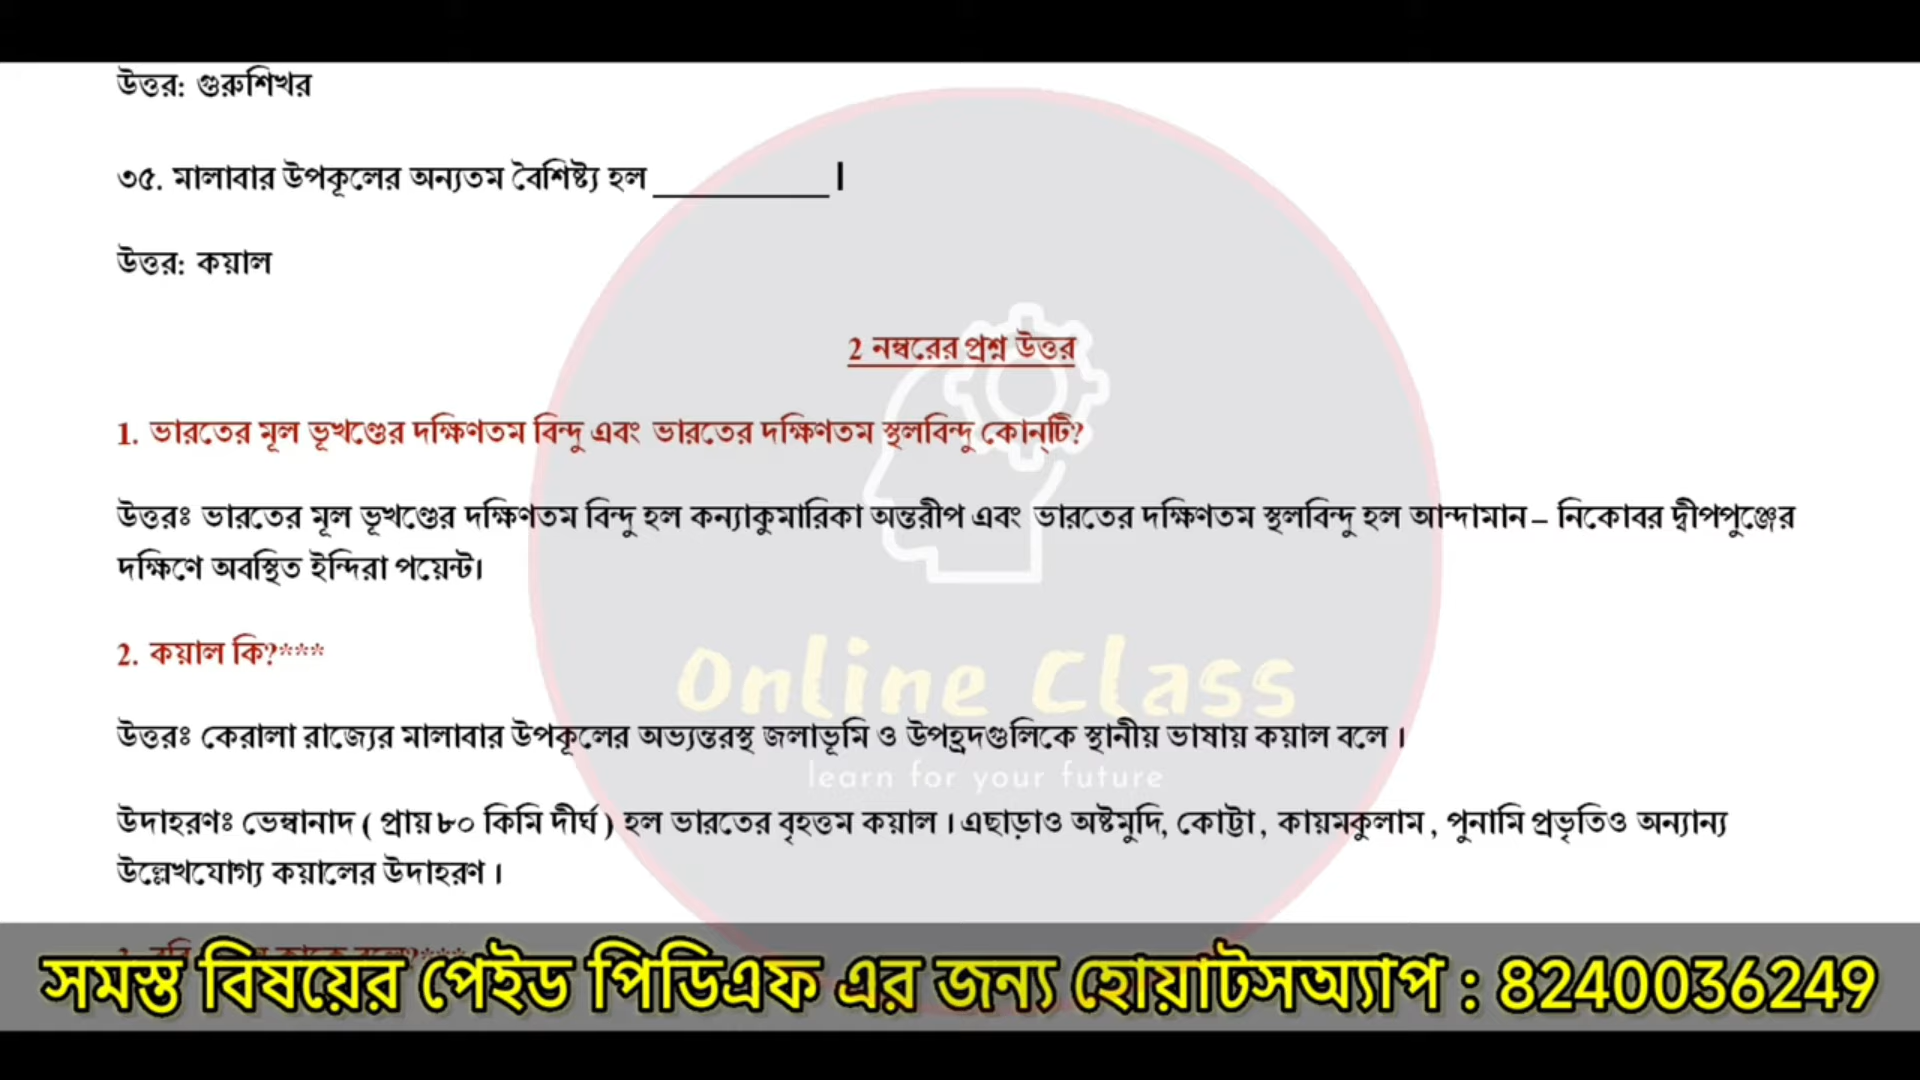 উত্তর: গুরুশিখর
৩৫. মালাবার উপকূলের অন্যতম বৈশিষ্ট্য হল ___________।
উত্তর: কয়াল
2 নম্বরের প্রশ্ন উত্তর
1. ভারতের মূল ভূখণ্ডের দক্ষিণতম বিন্দু এবং ভারতের দক্ষিণতম স্থলবিন্দু কোন্‌টি?
উত্তরঃ ভারতের মূল ভূখণ্ডের দক্ষিণতম বিন্দু হল কন্যাকুমারিকা অন্তরীপ এবং ভারতের দক্ষিণতম স্থলবিন্দু হল আন্দামান – নিকোবর দ্বীপপুঞ্জের
দক্ষিণে অবস্থিত ইন্দিরা পয়েন্ট।
2. কয়াল কি?***
Online Class
উত্তরঃ কেরালা রাজ্যের মালাবার উপকূলের অভ্যন্তরস্থ জলাভূমি ও উপহ্রদগুলিকে স্থানীয় ভাষায় কয়াল বলে।
learn for your future
উদাহরণঃ ভেম্বানাদ ( প্রায় ৮০ কিমি দীর্ঘ ) হল ভারতের বৃহত্তম কয়াল। এছাড়াও অষ্টমুদি, কোট্টা, কায়মকুলাম, পুনামি প্রভৃতিও অন্যান্য
উল্লেখযোগ্য কয়ালের উদাহরণ।
সমস্ত বিষয়ের পেইড পিডিএফ এর জন্য হোয়াটসঅ্যাপ : 8240036249